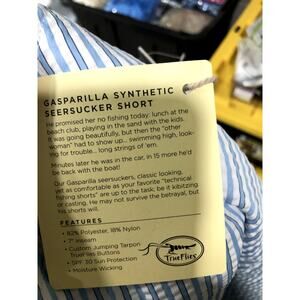 GASPARILLA SYNTHETIC
SEERSUCKER SHORT
He promised her no fishing today: lunch at the
beach club, playing in the sand with the kids.
It was going beautifully, but then the "other
woman" had to show up... swimming high, look-
ing for trouble... long strings of 'em.
Minutes later he was in the car, in 15 more he'd
be back with the boat!
Our Gasparilla seersuckers, classic looking,
yet as comfortable as your favorite "technical
fishing shorts" are up to the task, be it kibitzing
or casting. He may not survive the betrayal, but
his shorts will.
FEATURES
• 82% Polyester, 18% Nylon
• 7" Inseam
• Custom Jumping Tarpon
TrueFlies Buttons
• SPF 30 Sun Protection
• Moisture Wicking
TrueFlies